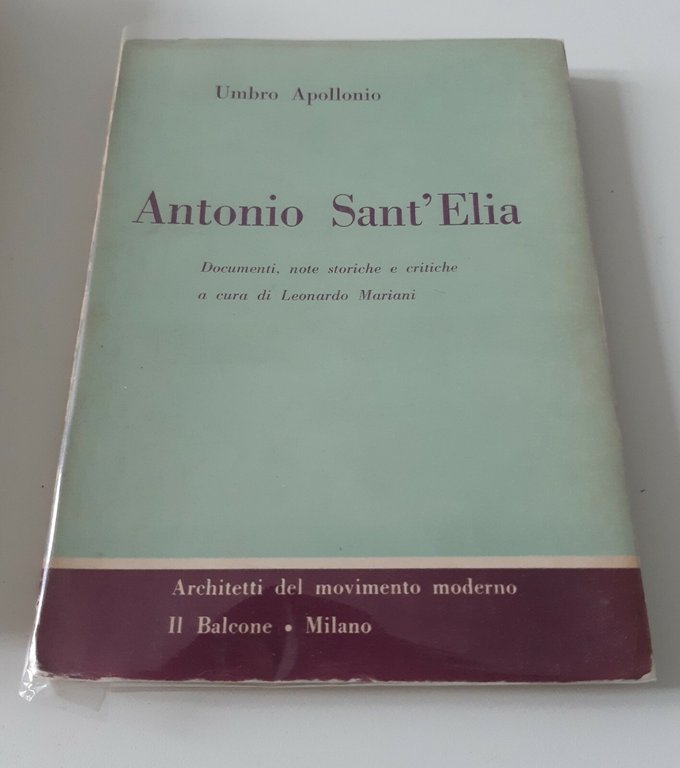 Umbro Apollonio
Antonio Sant'Elia
Documenti, note storiche e critiche
a cura di Leonardo Mariani
Architetti del movimento moderno
Il Balcone • Milano